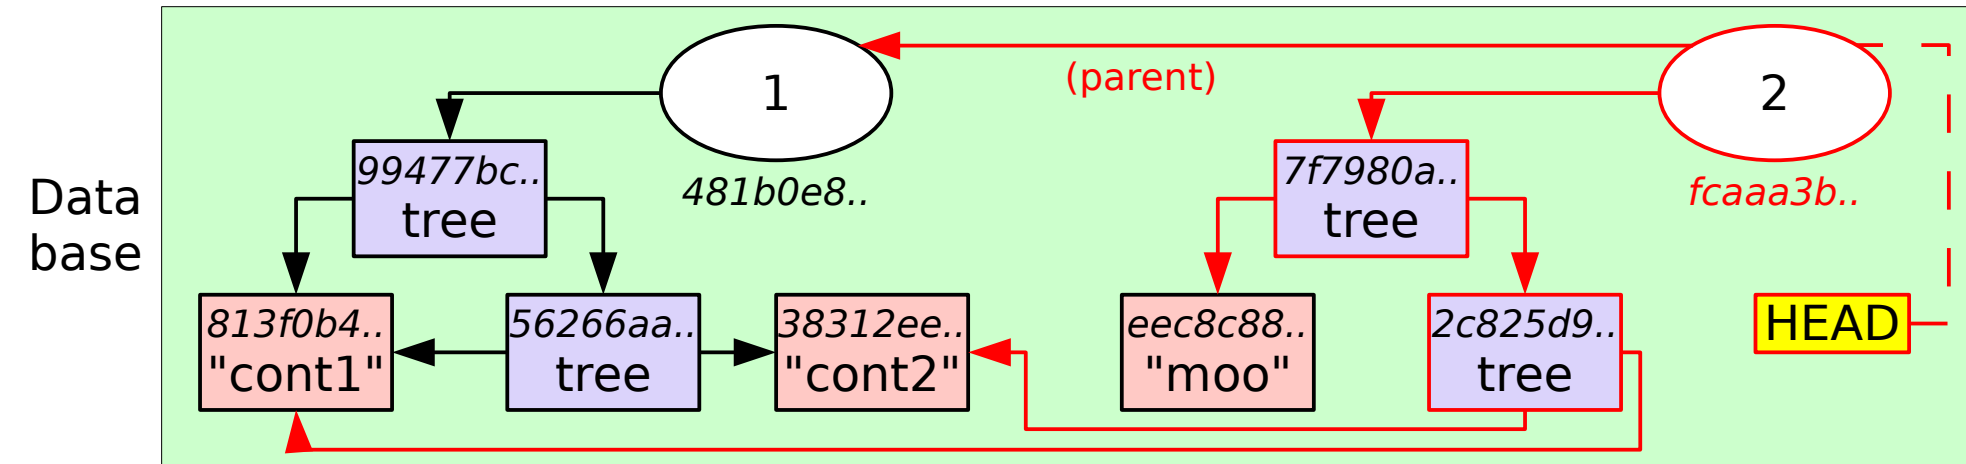 Data
base
1
(parent)
2
99477bc..
tree
481b0e8..
7f7980a..
tree
fcaaa3b..
813f0b4..
"cont1"
56266aa..
tree
38312ee..
"cont2"
eec8c88..
"moo"
2c825d9..
tree
HEAD